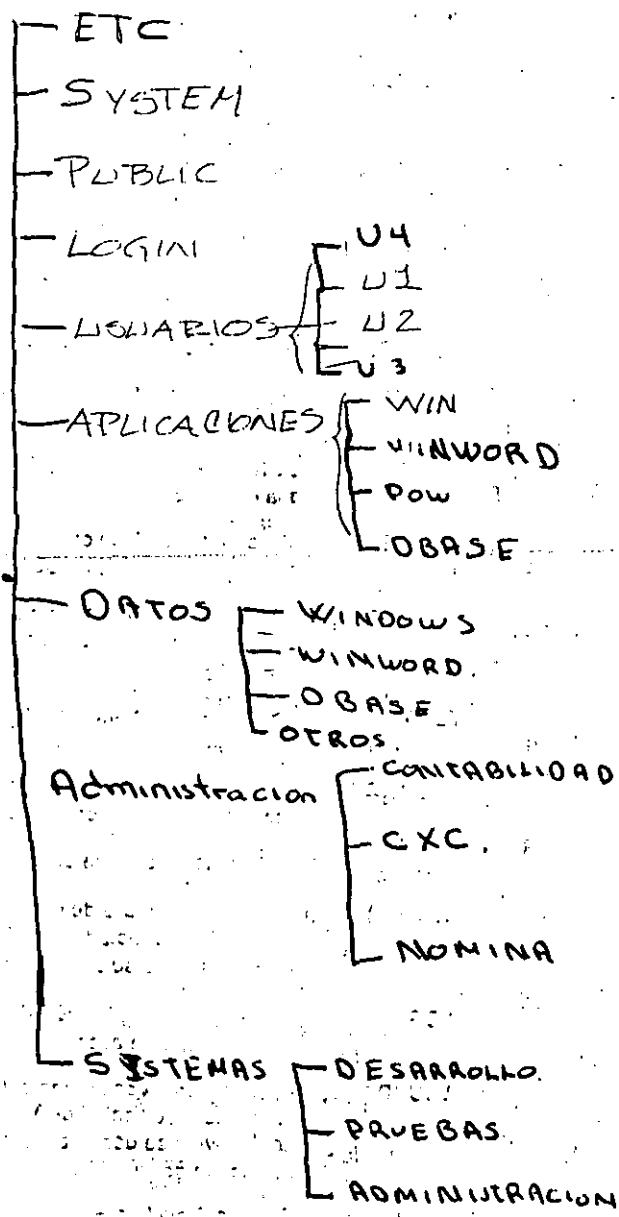 ETC
SYSTEM
PUBLIC
LOGIN
USUARIOS
U4
U1
U2
U3
APLICACIONES
WIN
WINWORD
POW
DBASE
DATOS
WINDOWS
WINWORD.
DBASE
OTROS.
Administracion
CONTABILIDAD
CXC.
NOMINA
SISTEMAS
DESARROLLO.
PRUEBAS.
ADMINISTRACION